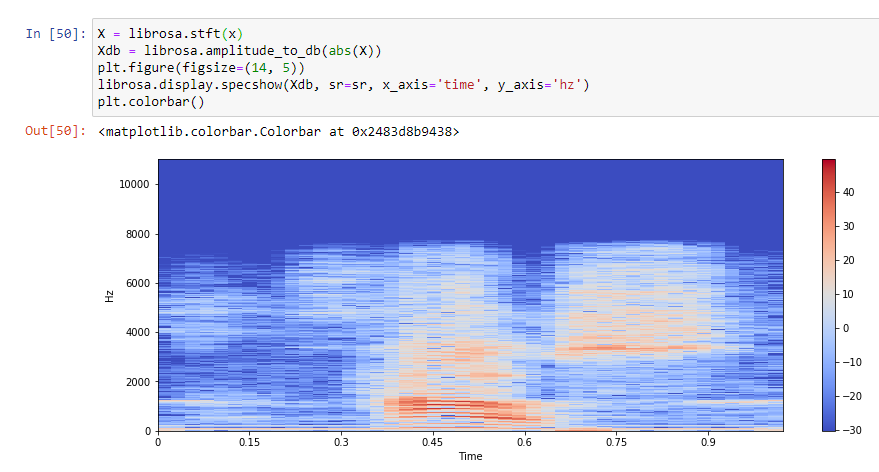 In [50]: X = librosa.stft(x)
Xdb = librosa.amplitude_to_db(abs(X))
plt.figure(figsize=(14, 5))
librosa.display.specshow(Xdb, sr=sr, x_axis='time', y_axis='hz')
plt.colorbar()
Out[50]: <matplotlib.colorbar.Colorbar at 0x2483d8b9438>
10000
8000
6000
4000
2000
0
Hz
0 0.15 0.3 0.45 0.6 0.75 0.9
Time
40
30
20
10
0
−10
−20
−30